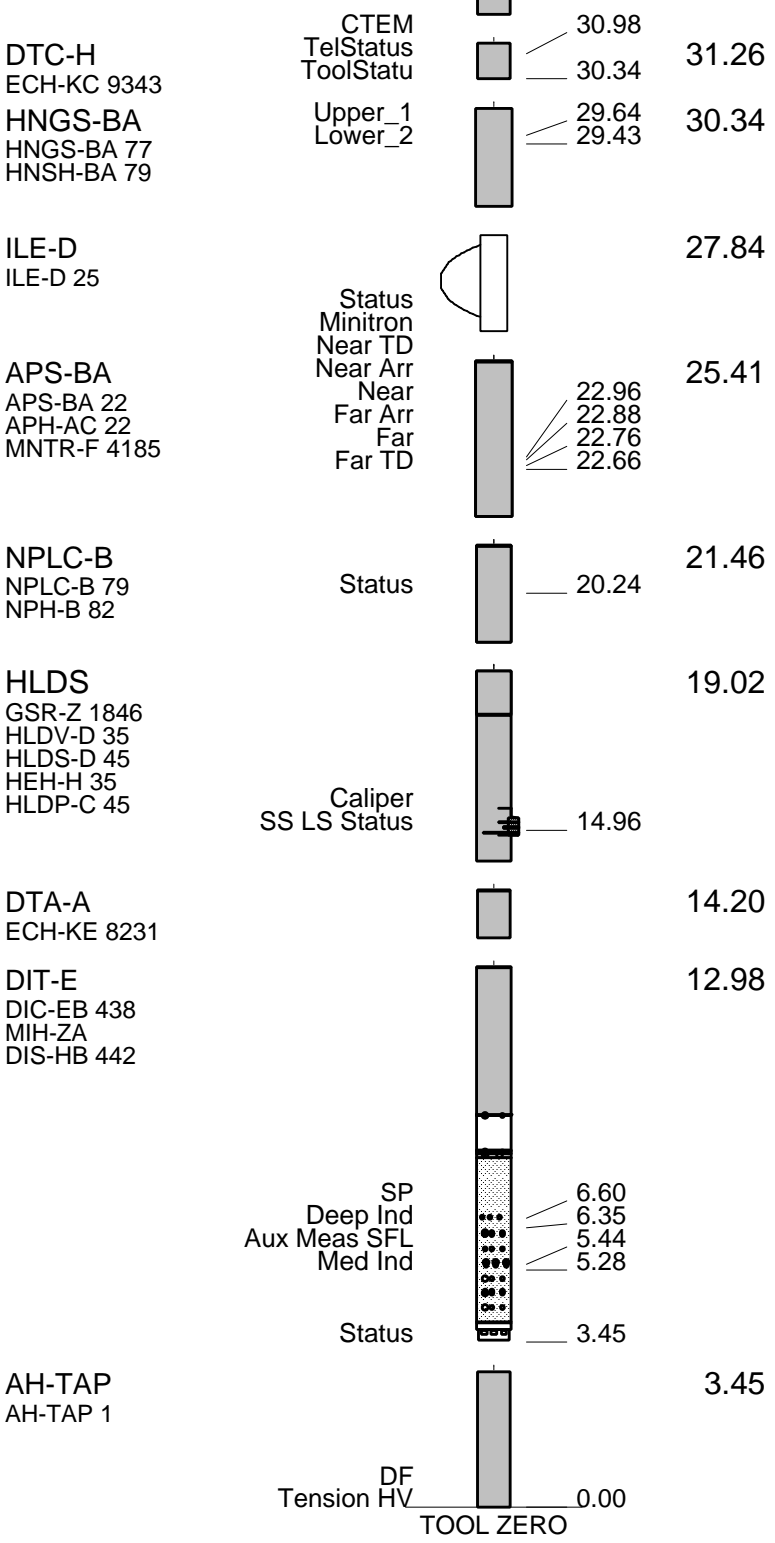 CTEM 30.98
DTC-H TelStatus 31.26
ToolStatu 30.34
ECH-KC 9343
HNGS-BA Upper_1 29.64 30.34
Lower_2 29.43
HNGS-BA 77
HNSH-BA 79
ILE-D 27.84
ILE-D 25
Status
Minitron
Near TD
APS-BA Near Arr 25.41
APS-BA 22 Near 22.96
APH-AC 22 Far Arr 22.88
MNTR-F 4185 Far 22.76
Far TD 22.66
NPLC-B 21.46
NPLC-B 79 Status 20.24
NPH-B 82
HLDS 19.02
GSR-Z 1846
HLDV-D 35
HLDS-D 45
HEH-H 35
HLDP-C 45 Caliper
SS LS Status 14.96
DTA-A 14.20
ECH-KE 8231
DIT-E 12.98
DIC-EB 438
MIH-ZA
DIS-HB 442
SP 6.60
Deep Ind 6.35
Aux Meas SFL 5.44
Med Ind 5.28
Status 3.45
AH-TAP 3.45
AH-TAP 1
DF
Tension HV 0.00
TOOL ZERO